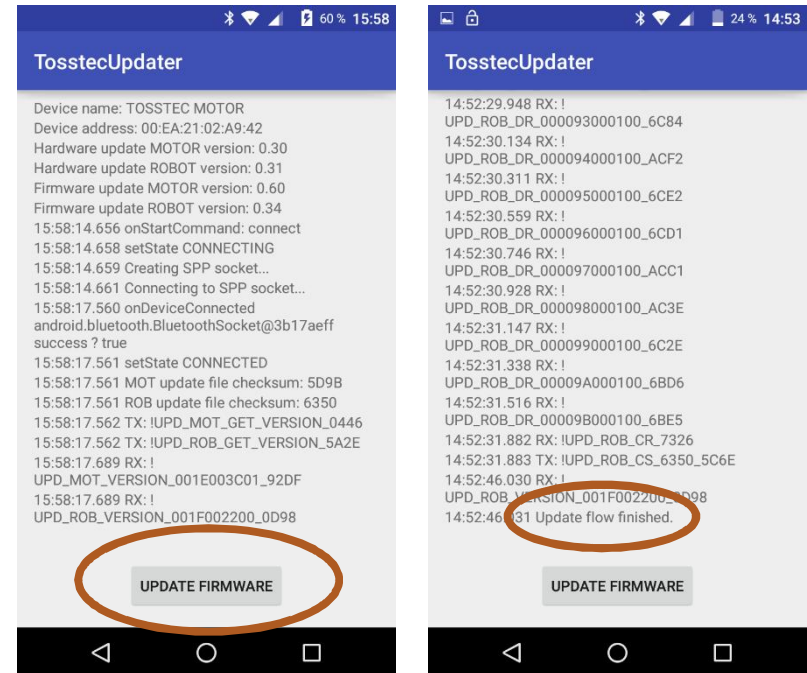 60 % 15:58
TosstecUpdater
Device name: TOSSTEC MOTOR
Device address: 00:EA:21:02:A9:42
Hardware update MOTOR version: 0.30
Hardware update ROBOT version: 0.31
Firmware update MOTOR version: 0.60
Firmware update ROBOT version: 0.34
15:58:14.656 onStartCommand: connect
15:58:14.658 setState CONNECTING
15:58:14.659 Creating SPP socket...
15:58:14.661 Connecting to SPP socket...
15:58:17.560 onDeviceConnected
android.bluetooth.BluetoothSocket@3b17aeff
success ? true
15:58:17.561 setState CONNECTED
15:58:17.561 MOT update file checksum: 5D9B
15:58:17.561 ROB update file checksum: 6350
15:58:17.562 TX: !UPD_MOT_GET_VERSION_0446
15:58:17.562 TX: !UPD_ROB_GET_VERSION_5A2E
15:58:17.689 RX: !
UPD_MOT_VERSION_001E003C01_92DF
15:58:17.689 RX: !
UPD_ROB_VERSION_001F002200_0D98
UPDATE FIRMWARE
24 % 14:53
TosstecUpdater
14:52:29.948 RX: !
UPD_ROB_DR_000093000100_6C84
14:52:30.134 RX: !
UPD_ROB_DR_000094000100_ACF2
14:52:30.311 RX: !
UPD_ROB_DR_000095000100_6CE2
14:52:30.559 RX: !
UPD_ROB_DR_000096000100_6CD1
14:52:30.746 RX: !
UPD_ROB_DR_000097000100_ACC1
14:52:30.928 RX: !
UPD_ROB_DR_000098000100_AC3E
14:52:31.147 RX: !
UPD_ROB_DR_000099000100_6C2E
14:52:31.338 RX: !
UPD_ROB_DR_00009A000100_6BD6
14:52:31.516 RX: !
UPD_ROB_DR_00009B000100_6BE5
14:52:31.882 RX: !UPD_ROB_CR_7326
14:52:31.883 TX: !UPD_ROB_CS_6350_5C6E
14:52:46.030 RX: !
UPD_ROB_VERSION_001F002200_0D98
14:52:46.031 Update flow finished.
UPDATE FIRMWARE